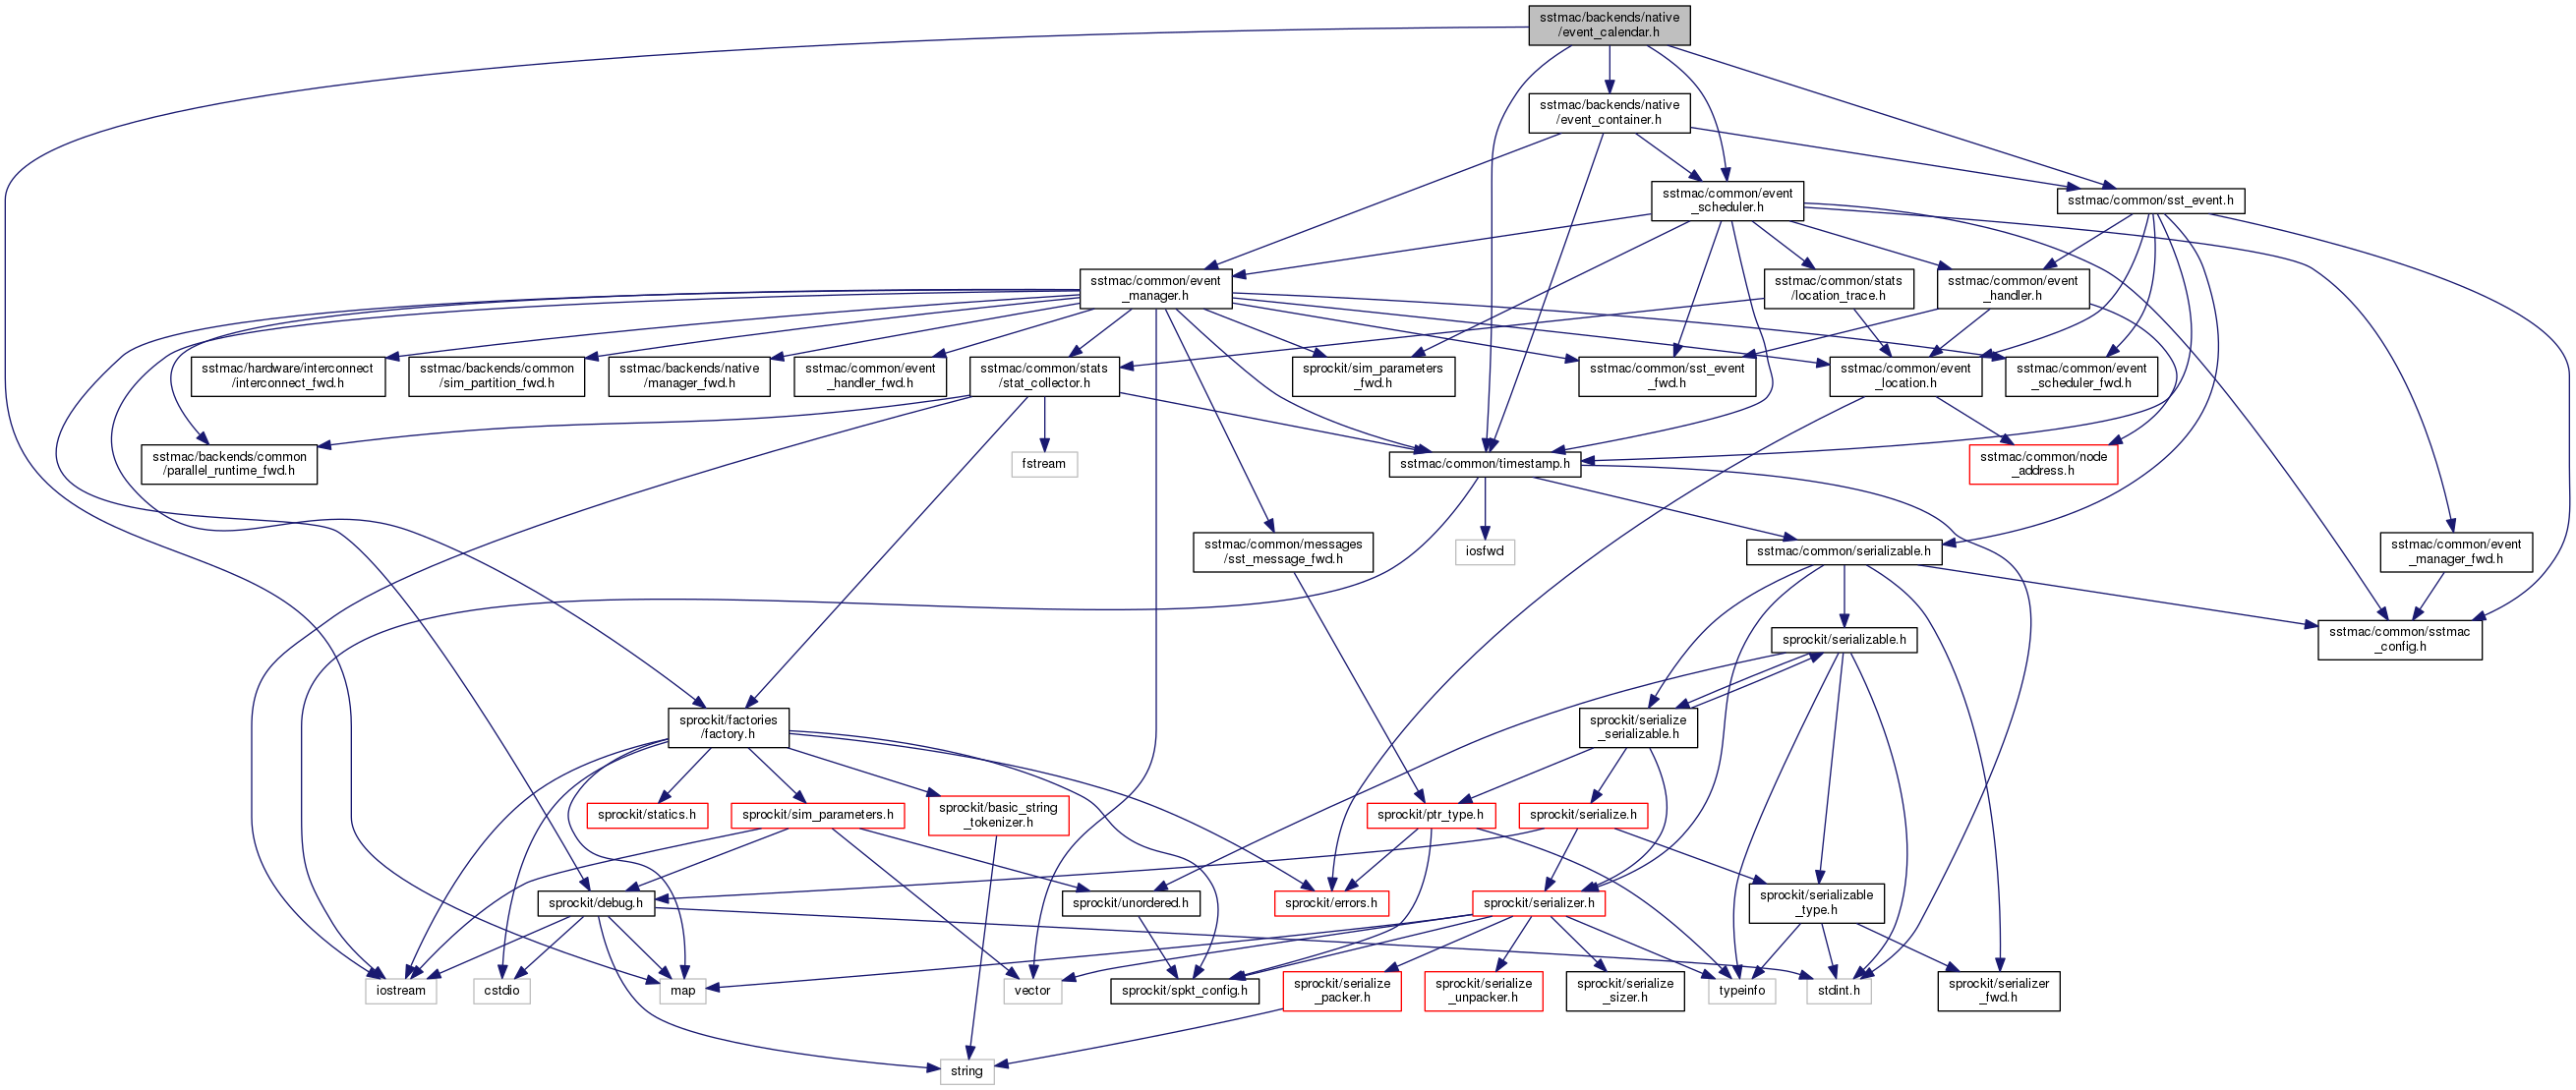 sstmac/backends/native
/event_calendar.h
sstmac/backends/native
/event_container.h
sstmac/common/event
_scheduler.h
sstmac/common/sst_event.h
sstmac/common/event
_manager.h
sstmac/common/stats
/location_trace.h
sstmac/common/event
_handler.h
sstmac/hardware/interconnect
/interconnect_fwd.h
sstmac/backends/common
/sim_partition_fwd.h
sstmac/backends/native
/manager_fwd.h
sstmac/common/event
_handler_fwd.h
sstmac/common/stats
/stat_collector.h
sprockit/sim_parameters
_fwd.h
sstmac/common/sst_event
_fwd.h
sstmac/common/event
_location.h
sstmac/common/event
_scheduler_fwd.h
sstmac/backends/common
/parallel_runtime_fwd.h
fstream
sstmac/common/timestamp.h
sstmac/common/node
_address.h
sstmac/common/messages
/sst_message_fwd.h
iosfwd
sstmac/common/serializable.h
sstmac/common/event
_manager_fwd.h
sprockit/serializable.h
sstmac/common/sstmac
_config.h
sprockit/factories
/factory.h
sprockit/serialize
_serializable.h
sprockit/statics.h
sprockit/sim_parameters.h
sprockit/basic_string
_tokenizer.h
sprockit/ptr_type.h
sprockit/serialize.h
sprockit/debug.h
sprockit/unordered.h
sprockit/errors.h
sprockit/serializer.h
sprockit/serializable
_type.h
iostream
cstdio
map
vector
sprockit/spkt_config.h
sprockit/serialize
_packer.h
sprockit/serialize
_unpacker.h
sprockit/serialize
_sizer.h
typeinfo
stdint.h
sprockit/serializer
_fwd.h
string